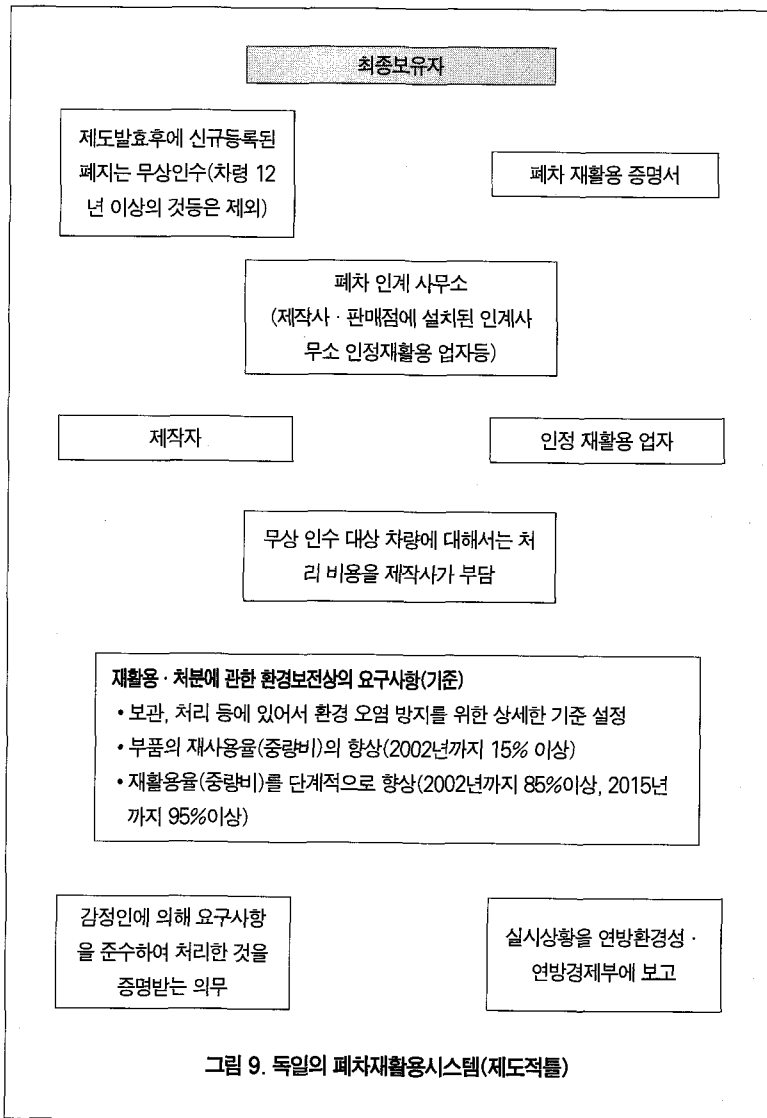 최종보유자
제도발효후에 신규등록된
폐지는 무상인수(차령 12
년 이상의 것등은 제외)
폐차 재활용 증명서
폐차 인계 사무소
(제작사 · 판매점에 설치된 인계사
무소 인정재활용 업자등)
제작자
인정 재활용 업자
무상 인수 대상 차량에 대해서는 처
리 비용을 제작사가 부담
재활용 · 처분에 관한 환경보전상의 요구사항(기준)
• 보관, 처리 등에 있어서 환경 오염 방지를 위한 상세한 기준 설정
• 부품의 재사용율(중량비)의 향상(2002년까지 15% 이상)
• 재활용율(중량비)를 단계적으로 향상(2002년까지 85%이상, 2015년
까지 95%이상)
감정인에 의해 요구사항
을 준수하여 처리한 것을
증명받는 의무
실시상황을 연방환경성 ·
연방경제부에 보고
그림 9. 독일의 폐차재활용시스템(제도적틀)